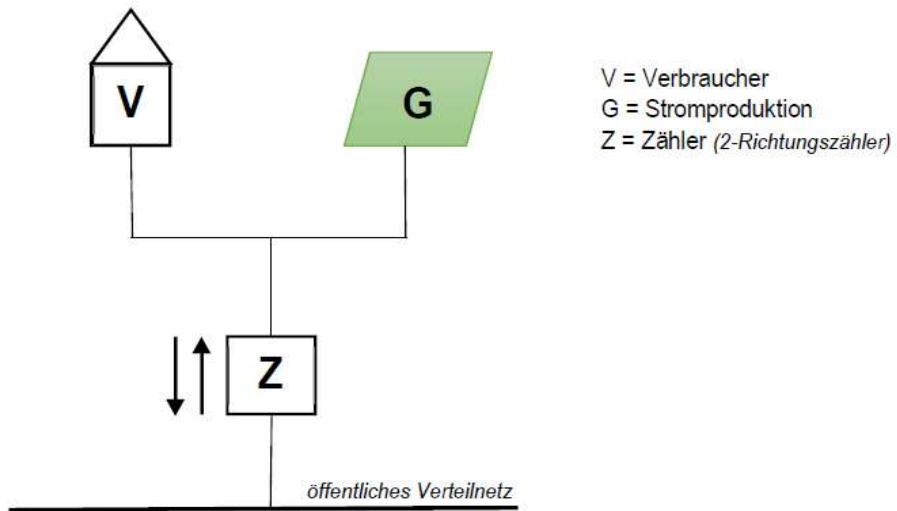 V
G
V = Verbraucher
G = Stromproduktion
Z = Zähler (2-Richtungszähler)
Z
öffentliches Verteilnetz